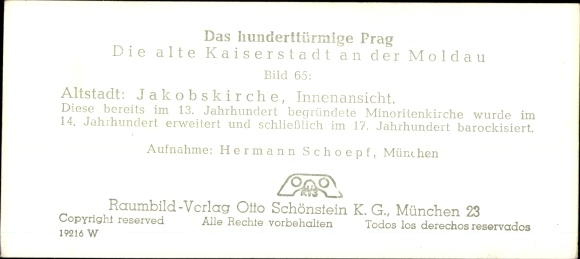 Das hunderttürmige Prag
Die alte Kaiserstadt an der Moldau
Bild 65:
Altstadt: Jakobskirche, Innenansicht.
Diese bereits im 13. Jahrhundert begründete Minoritenkirche wurde im
14. Jahrhundert erweitert und schließlich im 17. Jahrhundert barockisiert.
Aufnahme: Hermann Schoepf, München
RVS
Raumbild-Verlag Otto Schönstein K. G., München 23
Copyright reserved Alle Rechte vorbehalten Todos los derechos reservados
19216 W